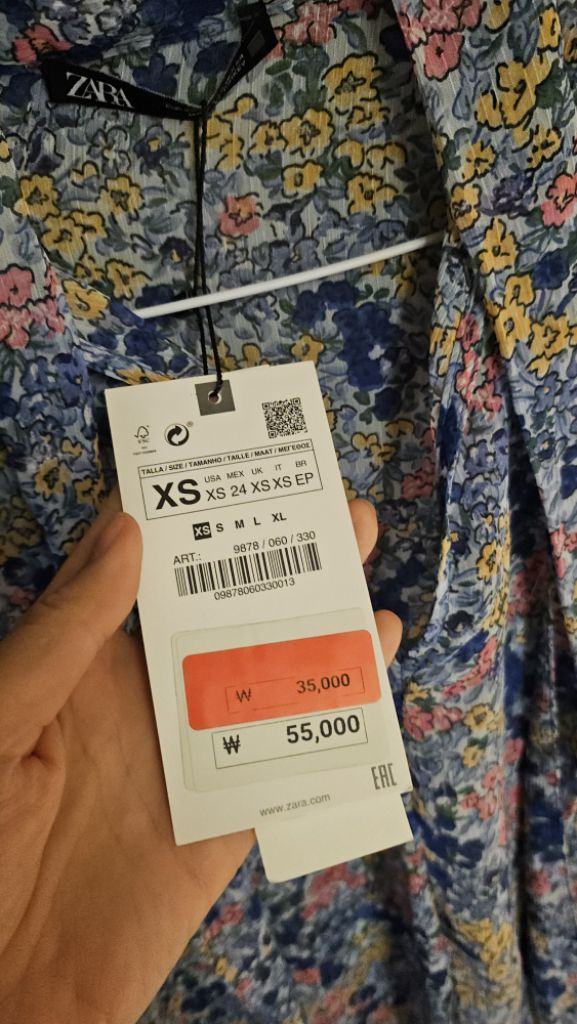 ZARA
FSC
TALLA / SIZE / TAMANHO / TAILLE / MAAT / ΜΕΓΕΘΟΣ
XS USA XS MEX 24 UK XS IT XS BR EP
XS S M L XL
ART.: 9878 / 060 / 330
09878060330013
₩ 35,000
₩ 55,000
EAC
www.zara.com